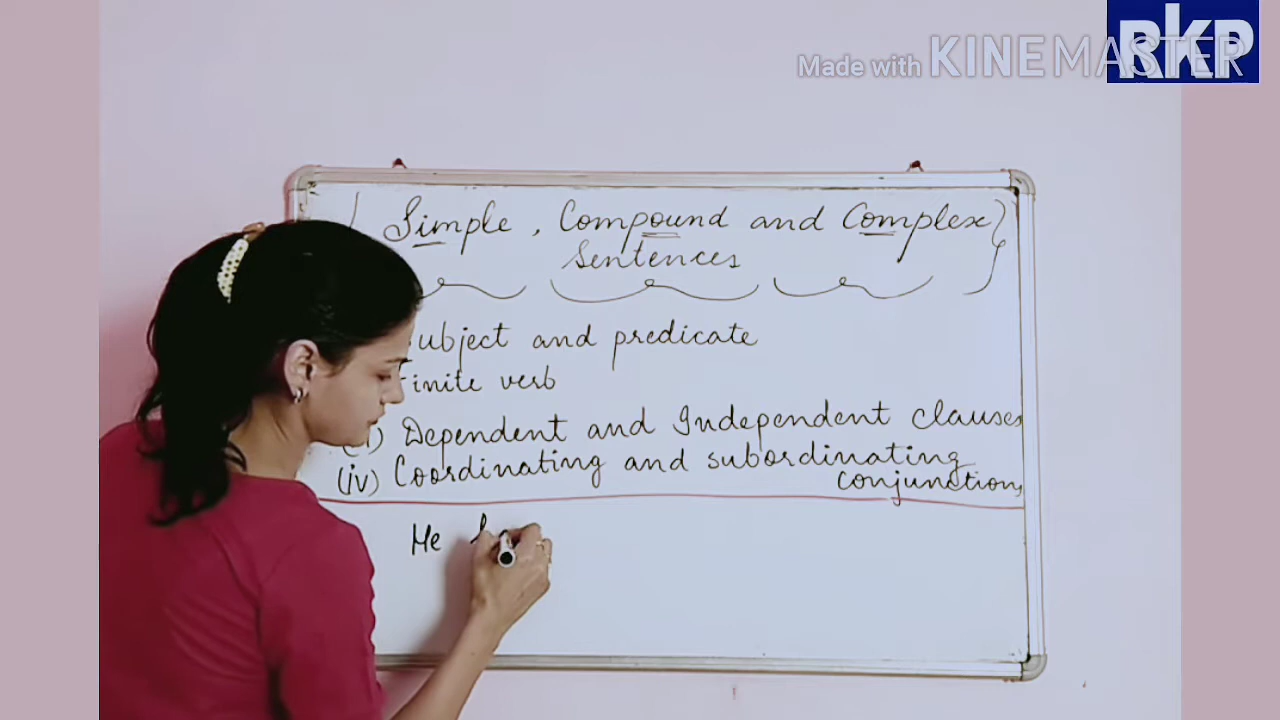 Made with KINEMASTER
RKP
Simple, Compound and Complex
Sentences
ubject and predicate
finite verb
Dependent and Independent clauses
(iv) Coordinating and subordinating
conjunctions
He